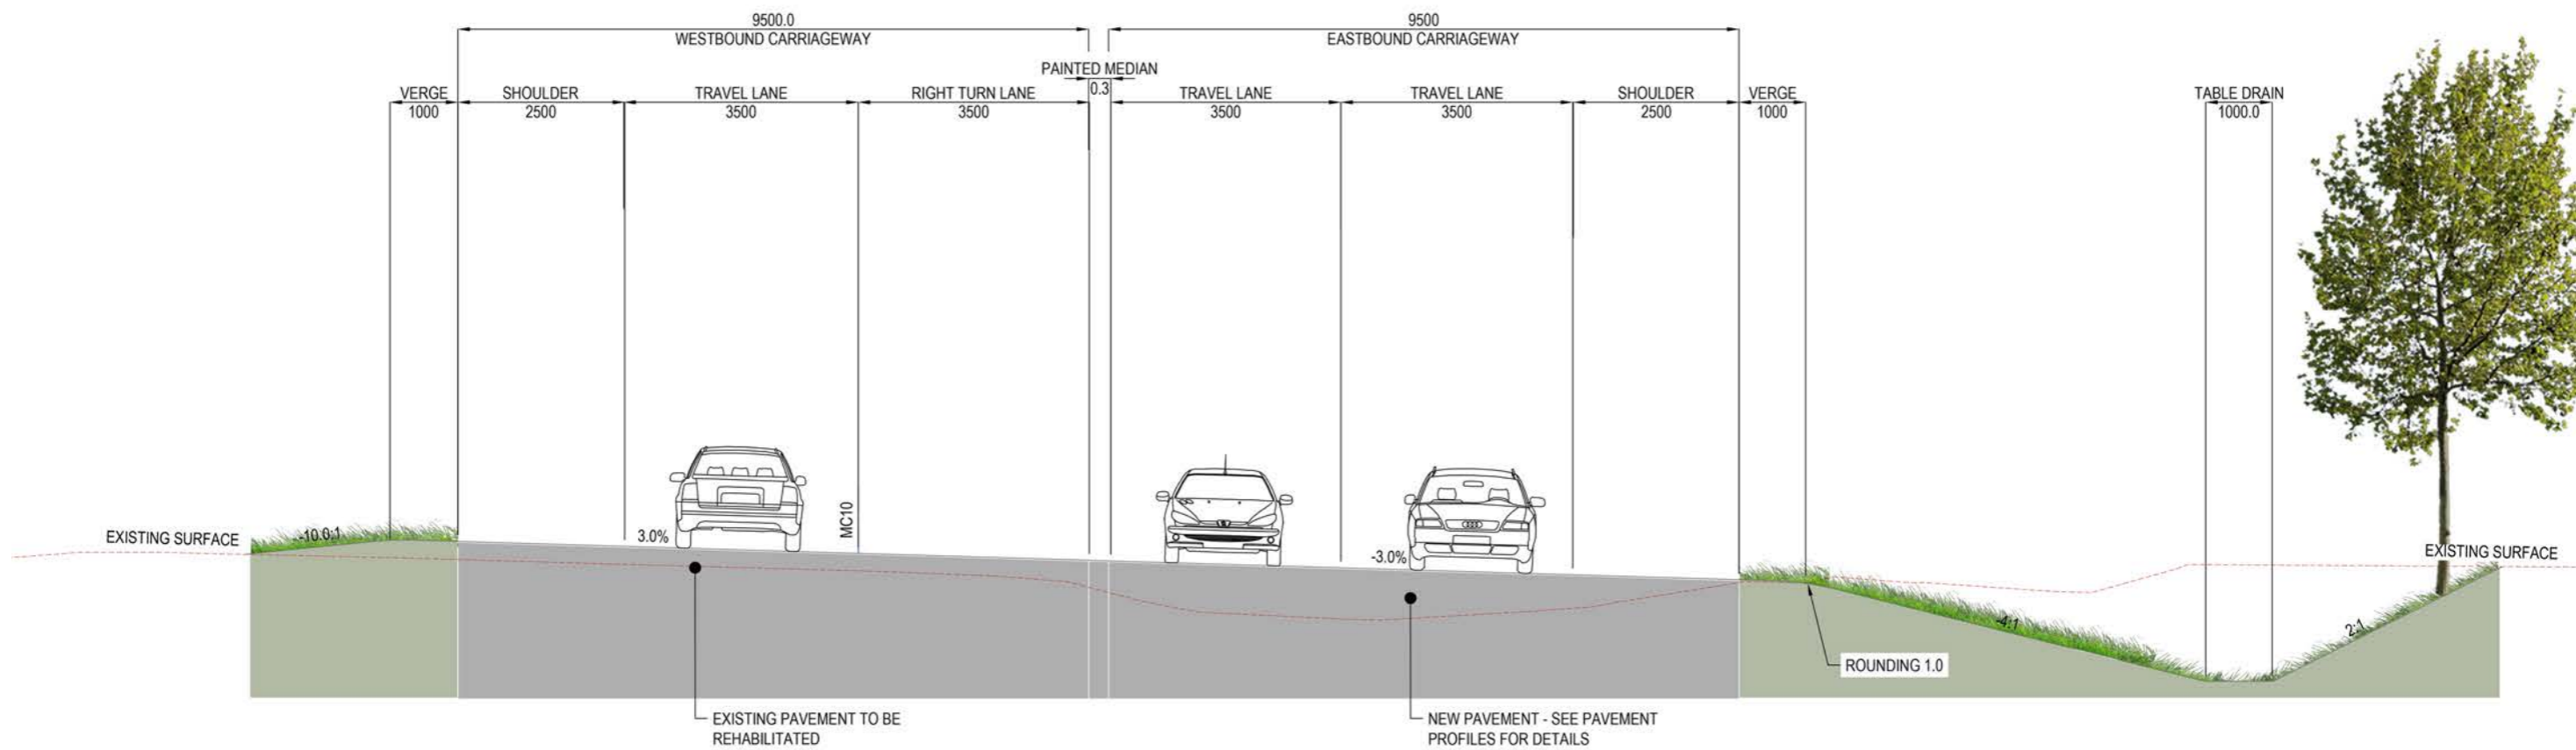 9500.0
WESTBOUND CARRIAGEWAY
9500
EASTBOUND CARRIAGEWAY
PAINTED MEDIAN
0.3
VERGE
1000
SHOULDER
2500
TRAVEL LANE
3500
RIGHT TURN LANE
3500
TRAVEL LANE
3500
TRAVEL LANE
3500
SHOULDER
2500
VERGE
1000
TABLE DRAIN
1000.0
EXISTING SURFACE
-10.0:1
3.0%
MC10
-3.0%
EXISTING SURFACE
-4:1
2:1
ROUNDING 1.0
EXISTING PAVEMENT TO BE
REHABILITATED
NEW PAVEMENT - SEE PAVEMENT
PROFILES FOR DETAILS